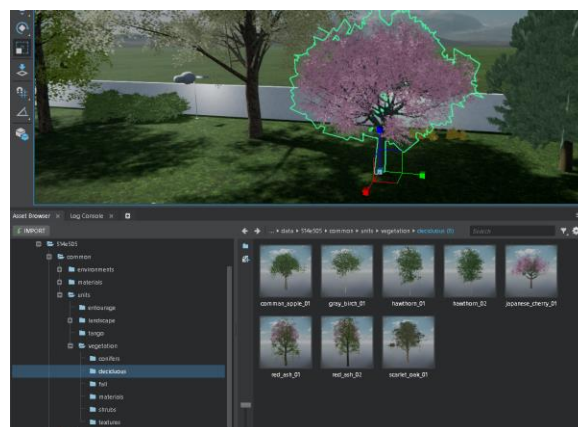 Asset Browser × Log Console ×
IMPORT
... data 514e505 common units vegetation deciduous (8) Search
514e505
common
environments
materials
units
entourage
landscape
tango
vegetation
conifers
deciduous
fall
materials
shrubs
textures
common_apple_01 gray_birch_01 hawthorn_01 hawthorn_02 japanese_cherry_01
red_ash_01 red_ash_02 scarlet_oak_01